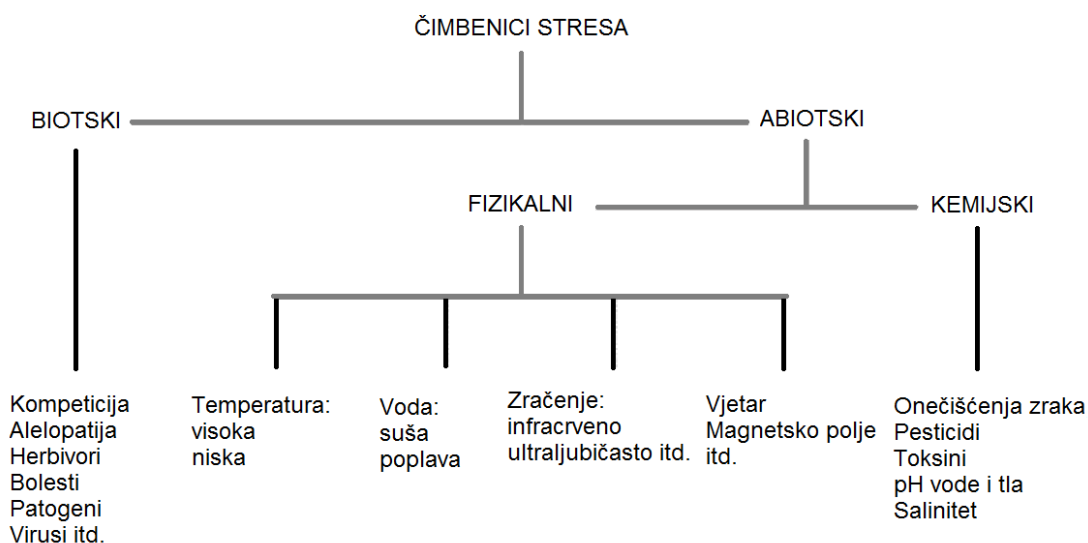 ČIMBENICI STRESA
BIOTSKI
ABIOTSKI
FIZIKALNI
KEMIJSKI
Kompeticija
Alelopatija
Herbivori
Bolesti
Patogeni
Virusi itd.
Temperatura:
visoka
niska
Voda:
suša
poplava
Zračenje:
infracrveno
ultraljubičasto itd.
Vjetar
Magnetsko polje
itd.
Onečišćenja zraka
Pesticidi
Toksini
pH vode i tla
Salinitet